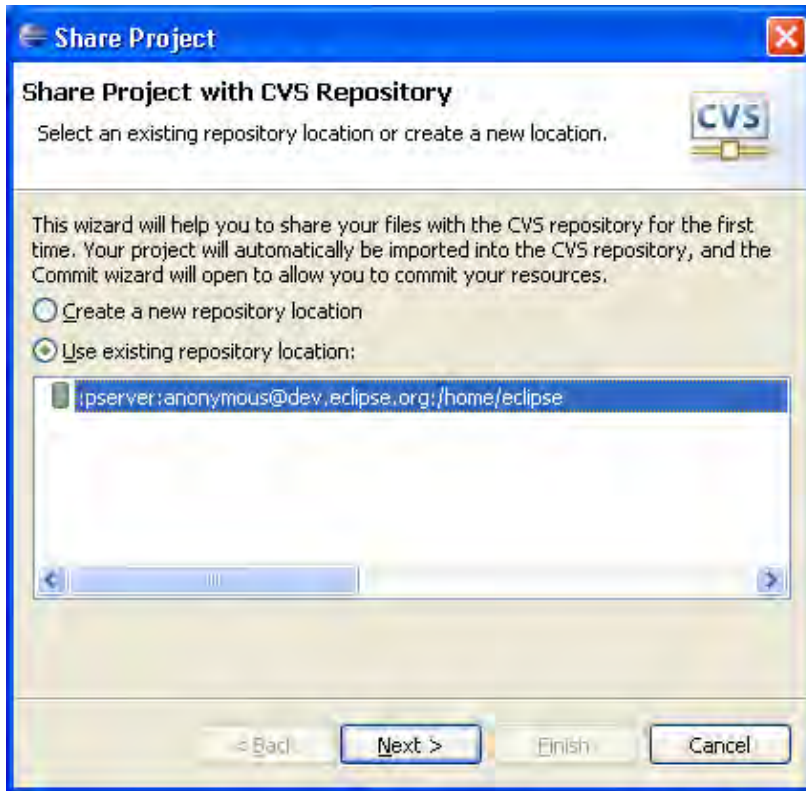 Share Project
Share Project with CVS Repository
Select an existing repository location or create a new location.
CVS
This wizard will help you to share your files with the CVS repository for the first
time. Your project will automatically be imported into the CVS repository, and the
Commit wizard will open to allow you to commit your resources.
Create a new repository location
Use existing repository location:
:pserver:anonymous@dev.eclipse.org:/home/eclipse
< Back Next > Finish Cancel